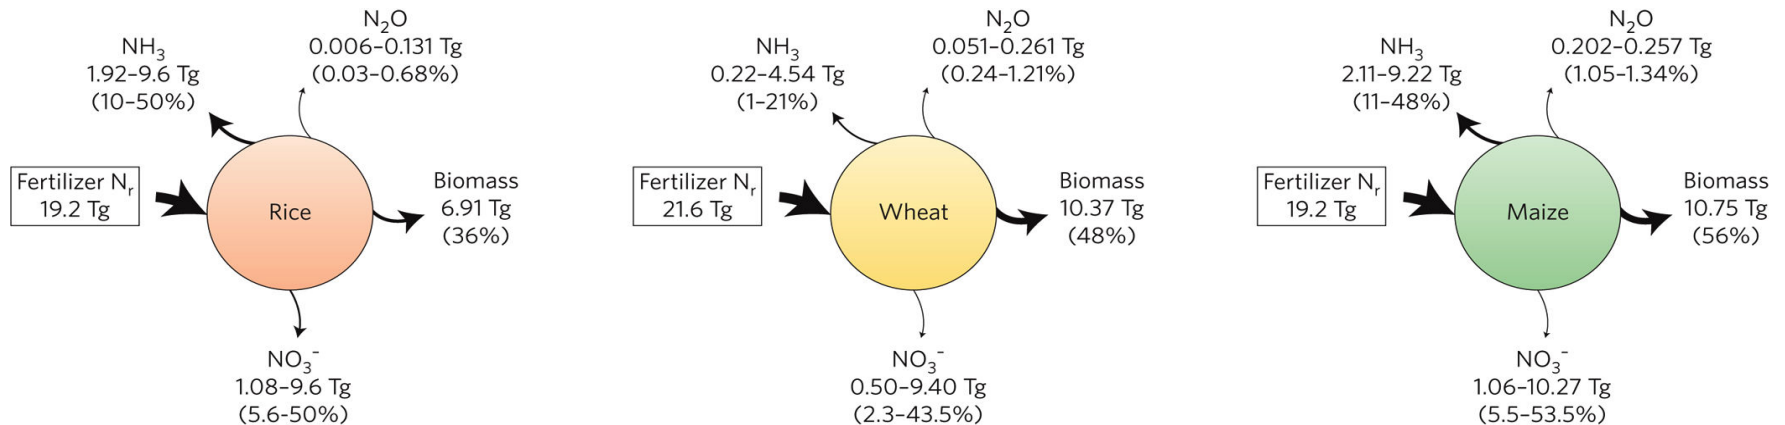 N₂O
0.006–0.131 Tg
(0.03–0.68%)
NH₃
1.92–9.6 Tg
(10–50%)
Fertilizer Nᵣ
19.2 Tg
Rice
Biomass
6.91 Tg
(36%)
NO₃⁻
1.08–9.6 Tg
(5.6-50%)
N₂O
0.051–0.261 Tg
(0.24–1.21%)
NH₃
0.22–4.54 Tg
(1–21%)
Fertilizer Nᵣ
21.6 Tg
Wheat
Biomass
10.37 Tg
(48%)
NO₃⁻
0.50–9.40 Tg
(2.3–43.5%)
N₂O
0.202–0.257 Tg
(1.05–1.34%)
NH₃
2.11–9.22 Tg
(11–48%)
Fertilizer Nᵣ
19.2 Tg
Maize
Biomass
10.75 Tg
(56%)
NO₃⁻
1.06–10.27 Tg
(5.5–53.5%)